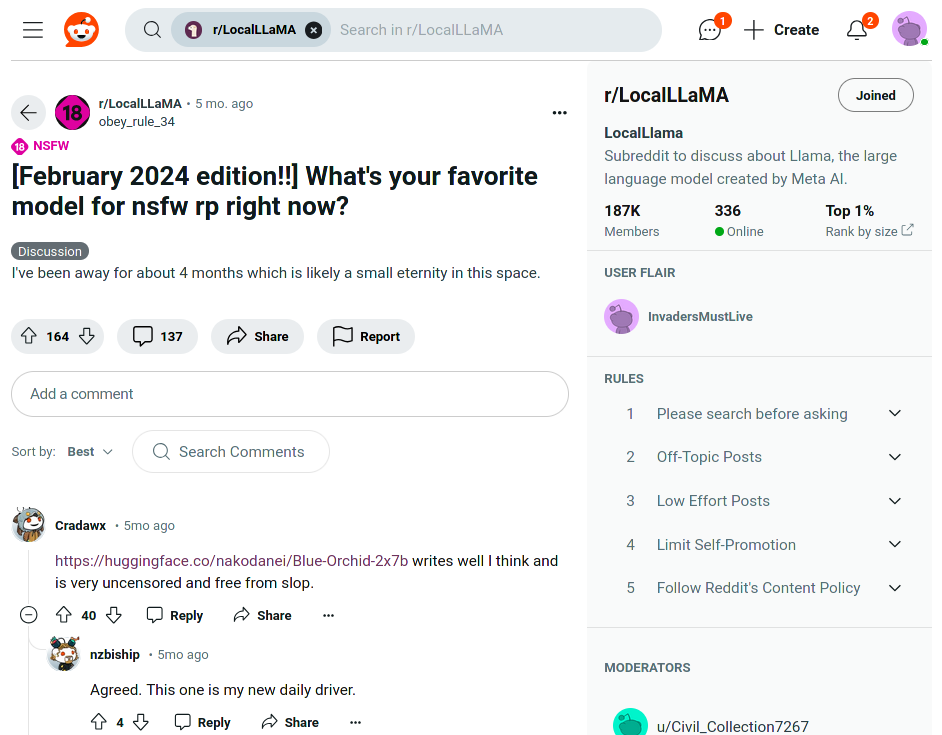 r/LocalLLaMA
Search in r/LocalLLaMA
1
Create
2
18
r/LocalLLaMA • 5 mo. ago
obey_rule_34
18 NSFW
[February 2024 edition!!] What's your favorite
model for nsfw rp right now?
Discussion
I've been away for about 4 months which is likely a small eternity in this space.
164
137
Share
Report
Add a comment
Sort by: Best
Search Comments
Cradawx • 5mo ago
https://huggingface.co/nakodanei/Blue-Orchid-2x7b writes well I think and
is very uncensored and free from slop.
40 Reply Share
nzbiship • 5mo ago
Agreed. This one is my new daily driver.
4 Reply Share
r/LocalLLaMA
Joined
LocalLlama
Subreddit to discuss about Llama, the large
language model created by Meta AI.
187K 336 Top 1%
Members Online Rank by size
USER FLAIR
InvadersMustLive
RULES
1 Please search before asking
2 Off-Topic Posts
3 Low Effort Posts
4 Limit Self-Promotion
5 Follow Reddit's Content Policy
MODERATORS
u/Civil_Collection7267